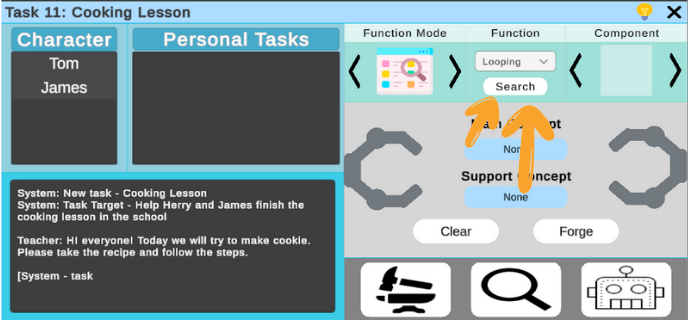 Task 11: Cooking Lesson
Character
Personal Tasks
Tom
James
Function Mode
Function
Component
Looping
Search
Concept
None
Support Concept
None
Clear
Forge
System: New task - Cooking Lesson
System: Task Target - Help Herry and James finish the
cooking lesson in the school
Teacher: Hi everyone! Today we will try to make cookie.
Please take the recipe and follow the steps.
[System - task